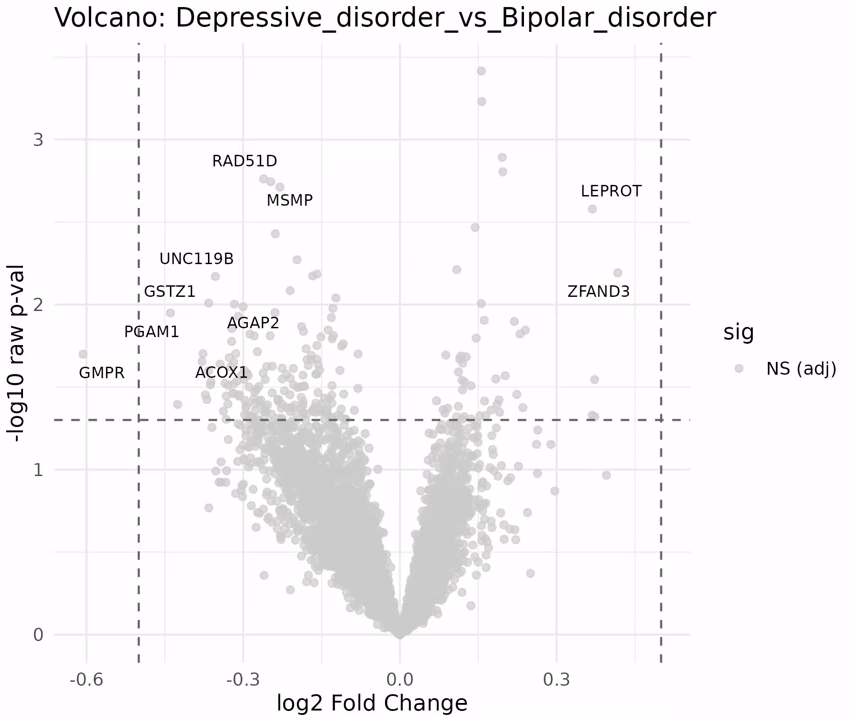 Volcano: Depressive_disorder_vs_Bipolar_disorder
-log10 raw p-val
3
2
1
0
RAD51D
MSMP
LEPROT
UNC119B
GSTZ1
ZFAND3
PGAM1
AGAP2
GMPR
ACOX1
sig
NS (adj)
-0.6
-0.3
0.0
0.3
log2 Fold Change